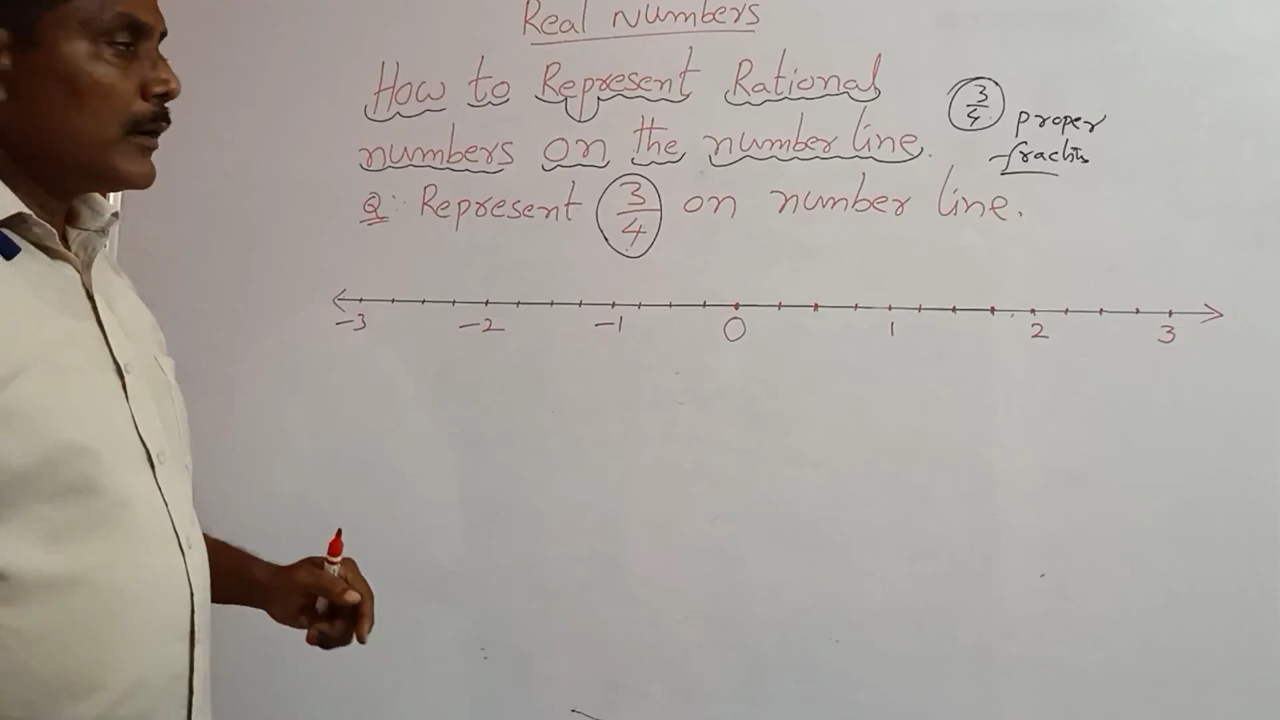 Real Numbers
How to Represent Rational
numbers on the number line.
3/4 proper
fractits
Q: Represent 3/4 on number line.
-3 -2 -1 0 1 2 3